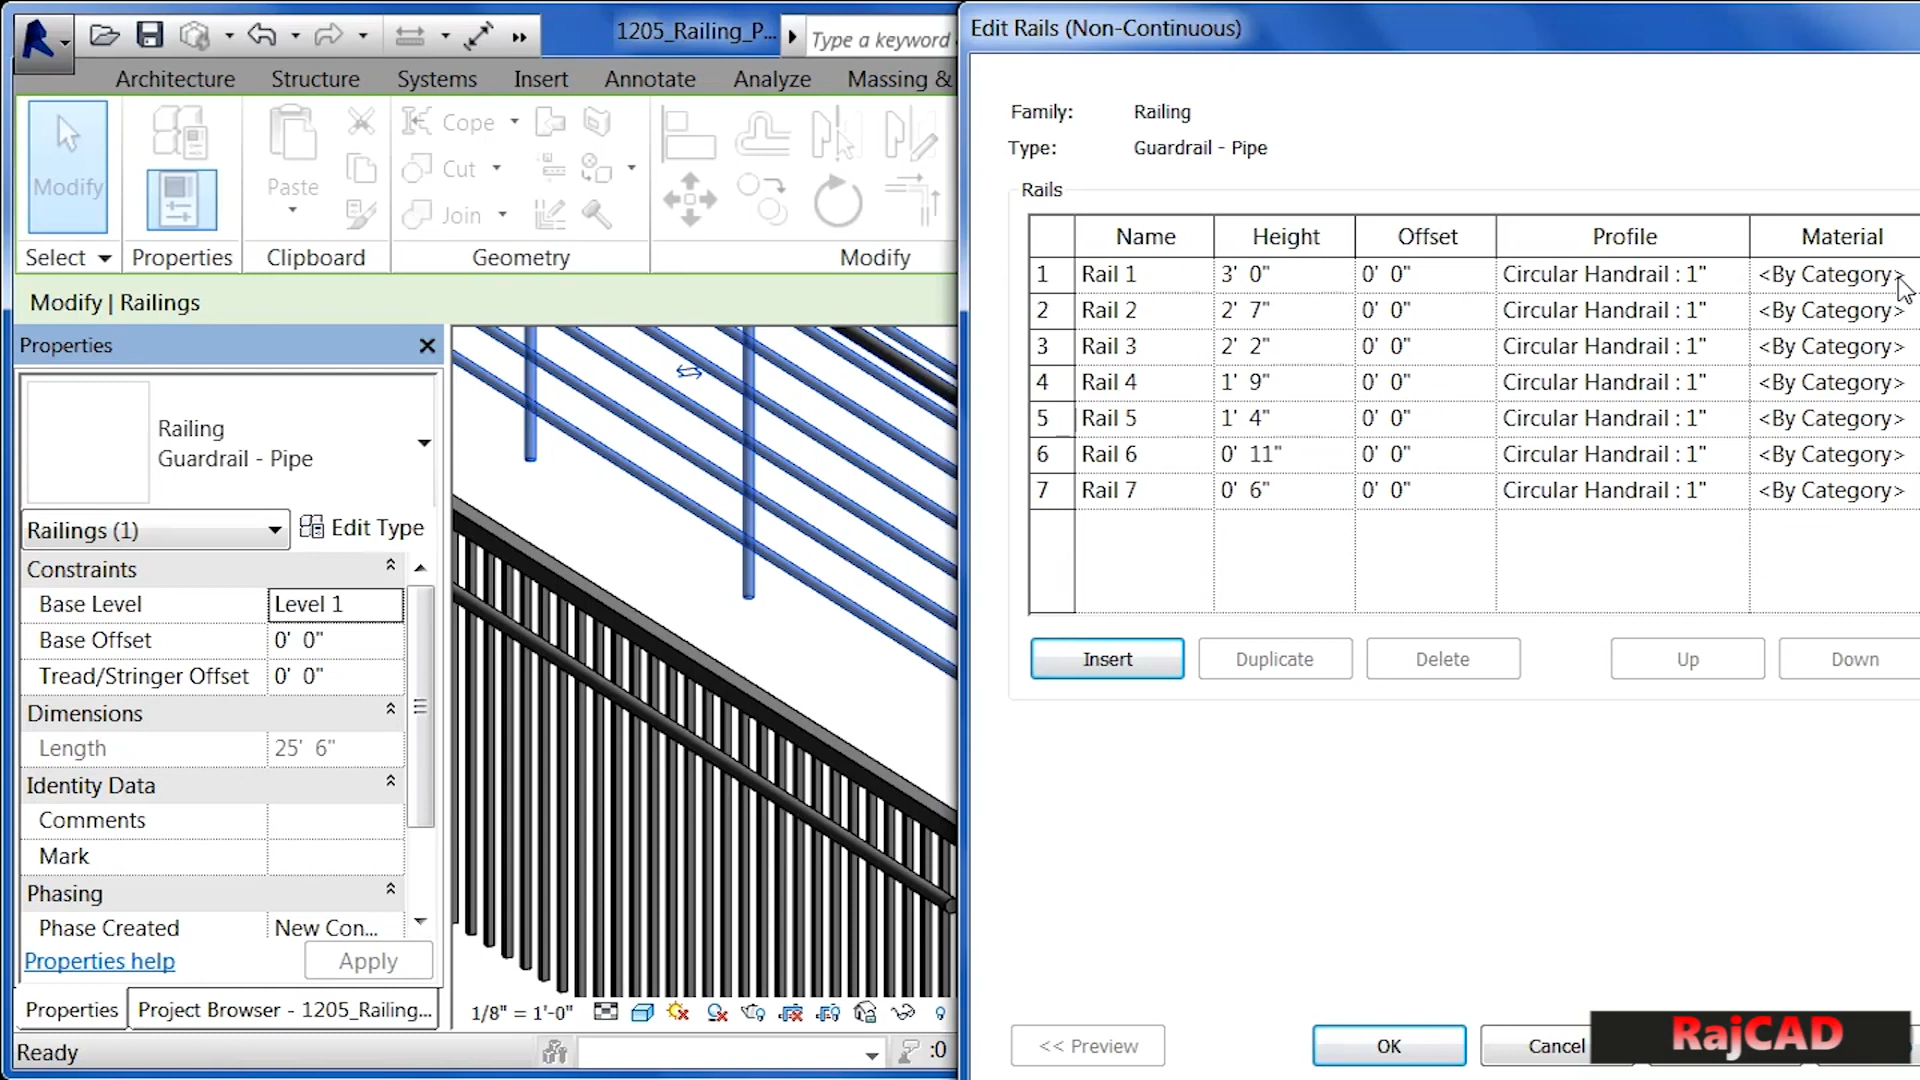 1205_Railing_P...
Type a keyword
Architecture Structure Systems Insert Annotate Analyze Massing &
Modify
Paste
Cope
Cut
Join
Select Properties Clipboard Geometry Modify
Modify | Railings
Properties
Railing
Guardrail - Pipe
Railings (1) Edit Type
Constraints
Base Level Level 1
Base Offset 0' 0"
Tread/Stringer Offset 0' 0"
Dimensions
Length 25' 6"
Identity Data
Comments
Mark
Phasing
Phase Created New Con...
Properties help Apply
Properties Project Browser - 1205_Railing...
1/8" = 1'-0"
Ready
:0
Edit Rails (Non-Continuous)
Family: Railing
Type: Guardrail - Pipe
Rails
Name Height Offset Profile Material
1 Rail 1 3' 0" 0' 0" Circular Handrail : 1" <By Category>
2 Rail 2 2' 7" 0' 0" Circular Handrail : 1" <By Category>
3 Rail 3 2' 2" 0' 0" Circular Handrail : 1" <By Category>
4 Rail 4 1' 9" 0' 0" Circular Handrail : 1" <By Category>
5 Rail 5 1' 4" 0' 0" Circular Handrail : 1" <By Category>
6 Rail 6 0' 11" 0' 0" Circular Handrail : 1" <By Category>
7 Rail 7 0' 6" 0' 0" Circular Handrail : 1" <By Category>
Insert Duplicate Delete Up Down
<< Preview OK Cancel
RajCAD